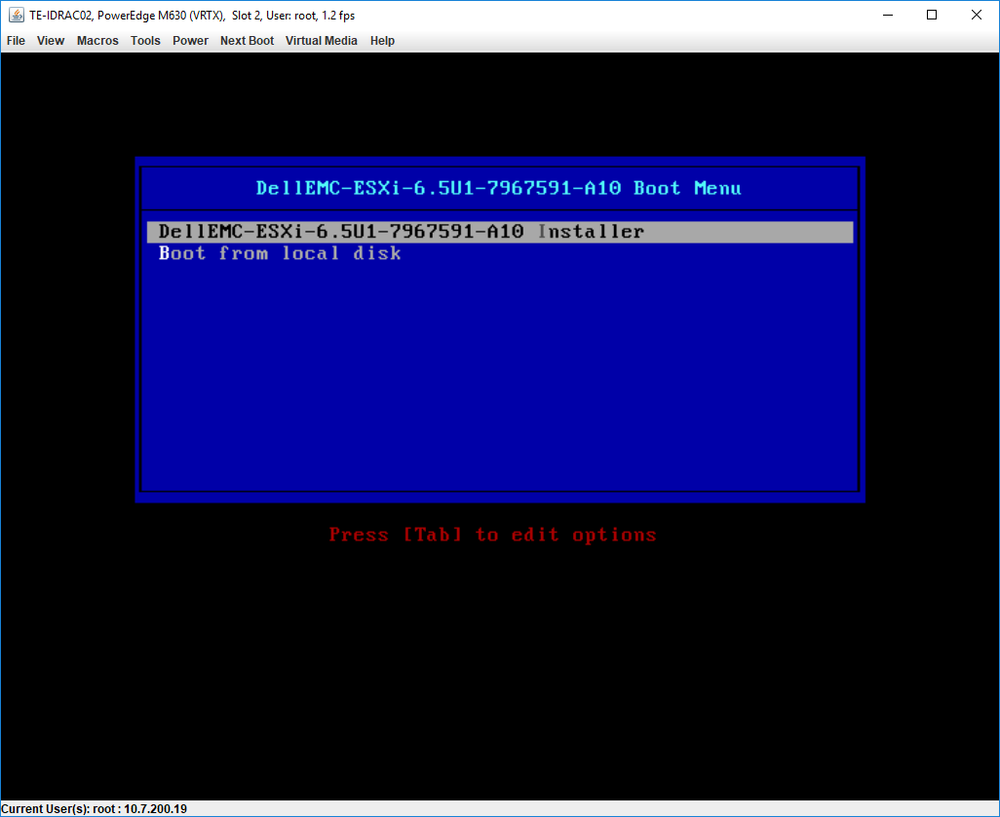 TE-IDRAC02, PowerEdge M630 (VRTX),  Slot 2, User: root, 1.2 fps
File View Macros Tools Power Next Boot Virtual Media Help
DellEMC-ESXi-6.5U1-7967591-A10 Boot Menu
DellEMC-ESXi-6.5U1-7967591-A10 Installer
Boot from local disk
Press [Tab] to edit options
Current User(s): root : 10.7.200.19